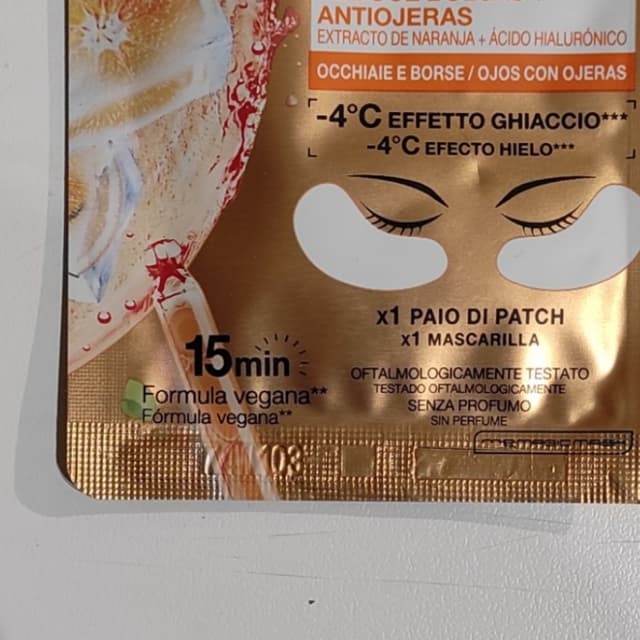 ANTIOJERAS
EXTRACTO DE NARANJA + ÁCIDO HIALURÓNICO
OCCHIAIE E BORSE / OJOS CON OJERAS
-4°C EFFETTO GHIACCIO***
-4°C EFECTO HIELO***
x1 PAIO DI PATCH
x1 MASCARILLA
15min
OFTALMOLOGICAMENTE TESTATO
TESTADO OFTALMOLÓGICAMENTE
Formula vegana**
Fórmula vegana**
SENZA PROFUMO
SIN PERFUME